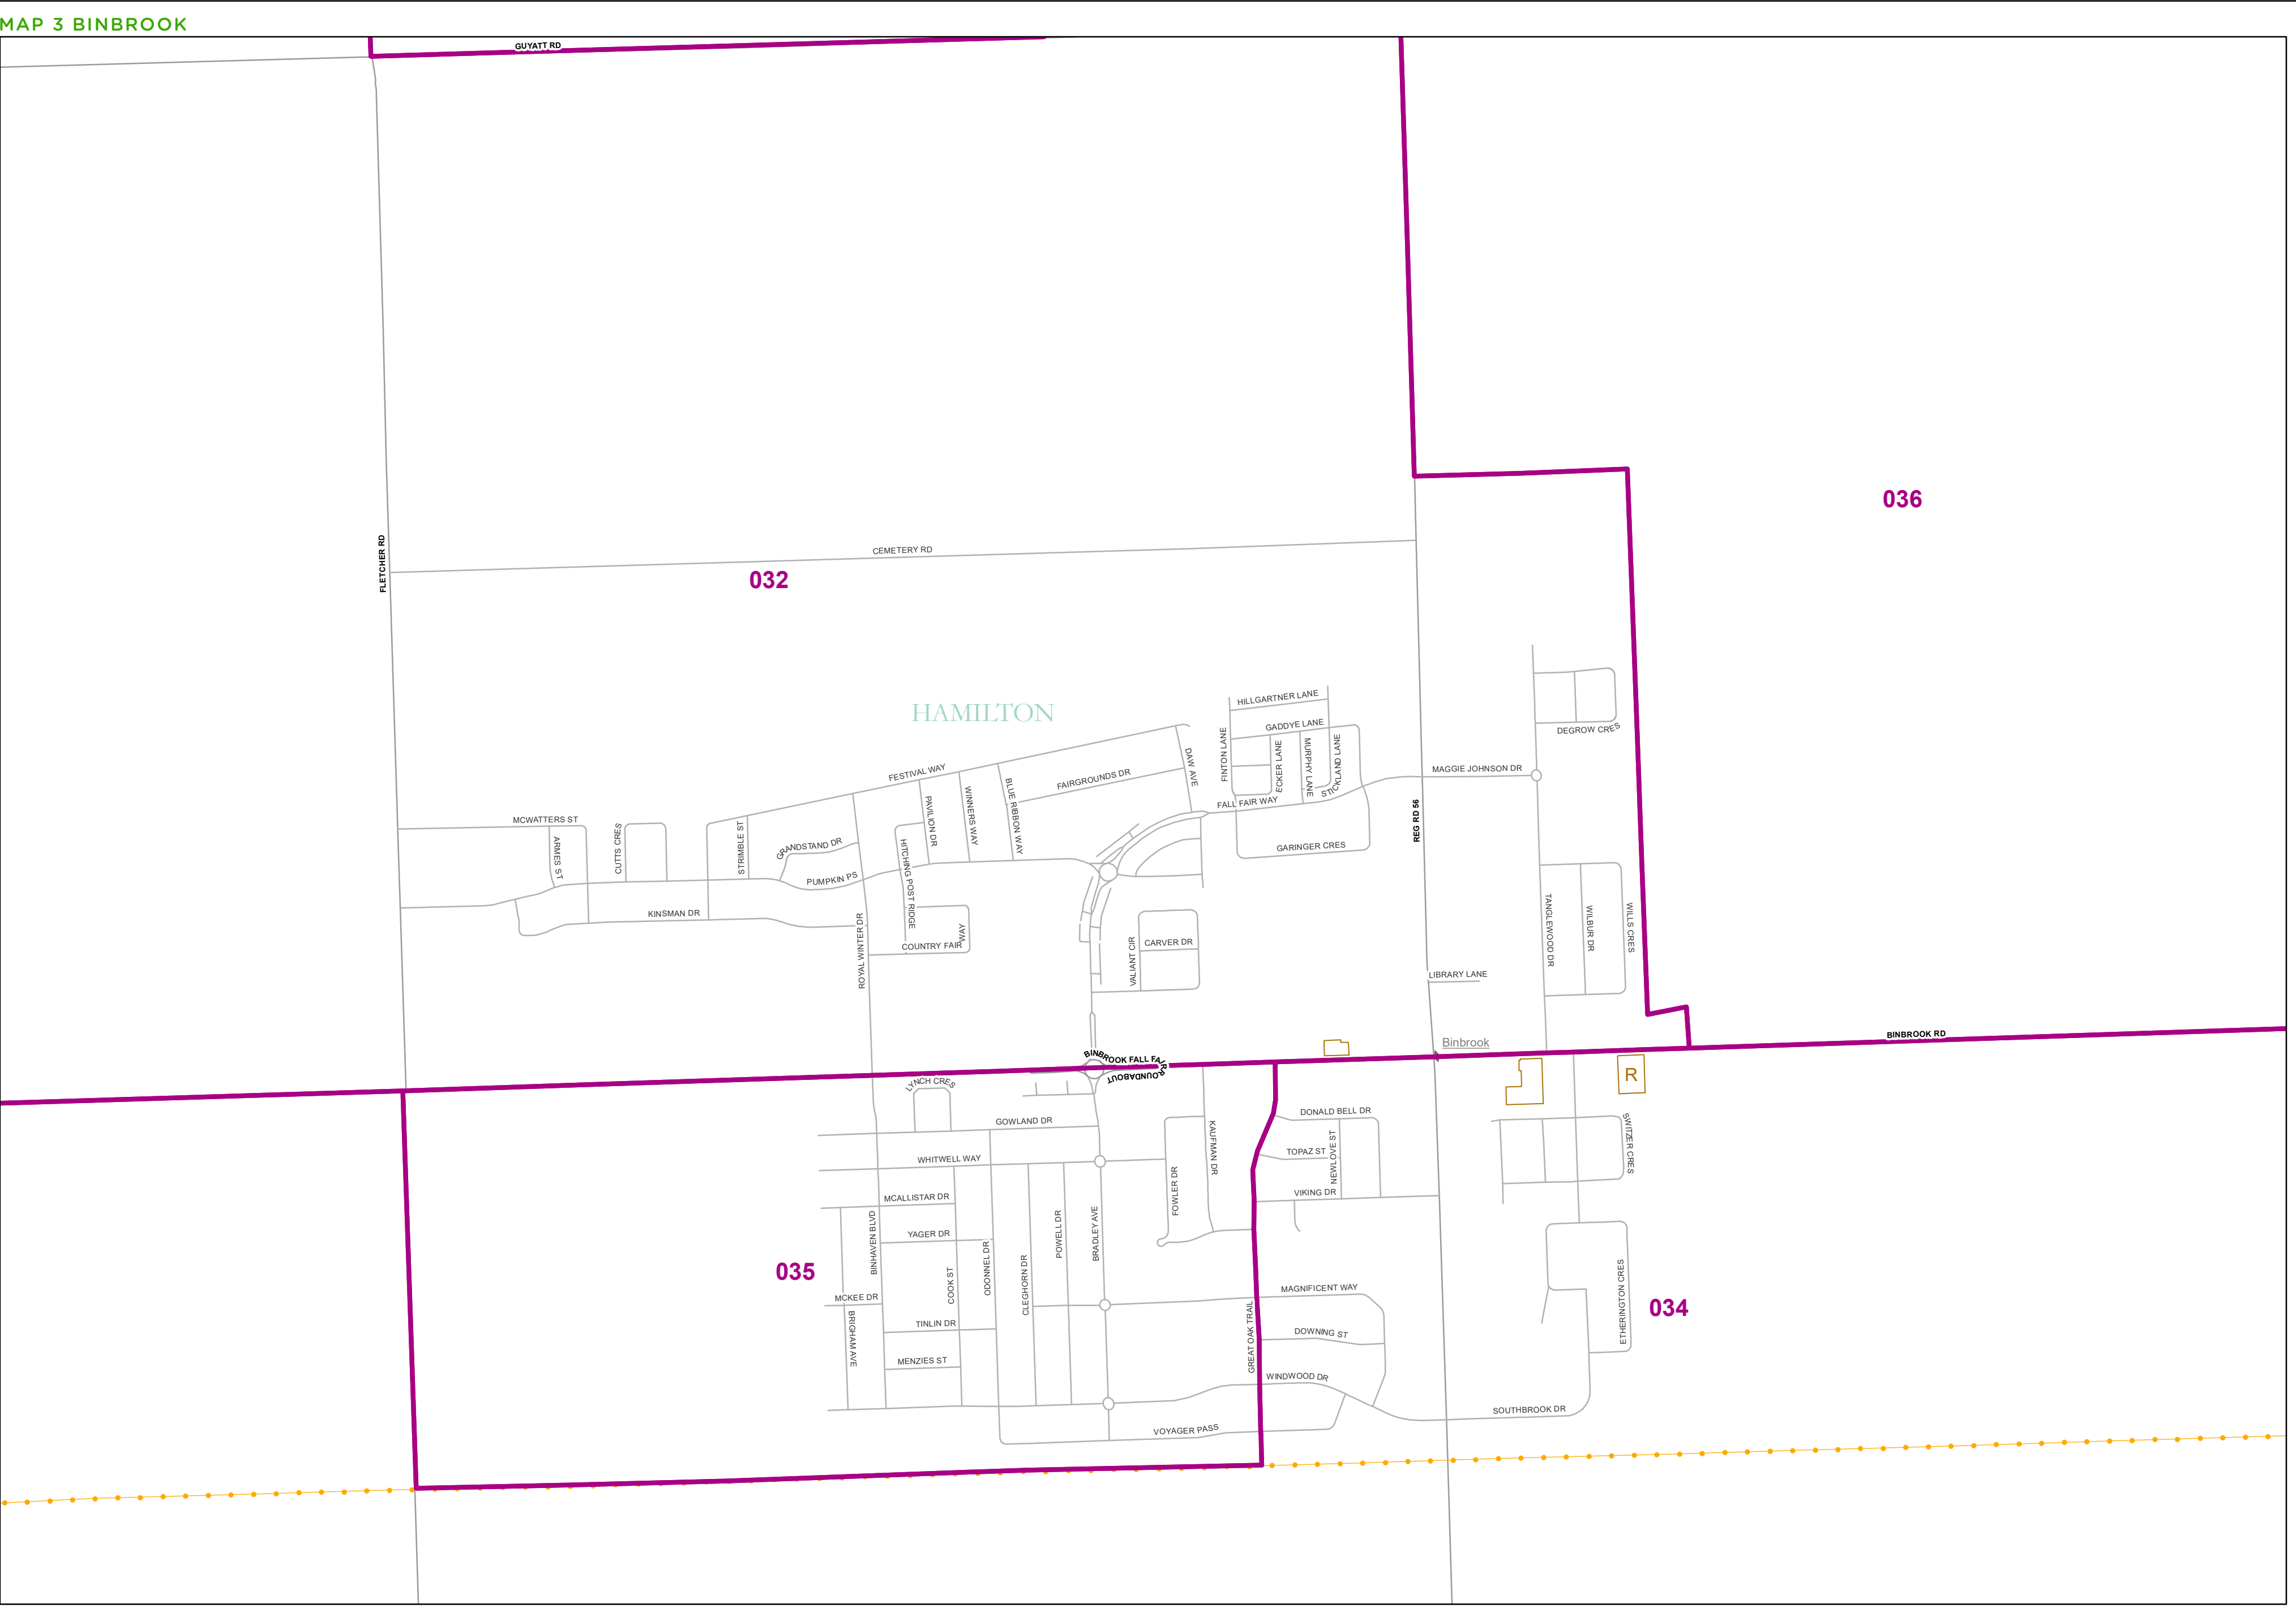 MAP 3 BINBROOK
GUYATT RD
036
FLETCHER RD
CEMETERY RD
032
HAMILTON
HILLGARTNER LANE
GADDYE LANE
FINTON LANE
ECKER LANE
MURPHY LANE
STICKLAND LANE
DEGROW CRES
MAGGIE JOHNSON DR
FESTIVAL WAY
FAIRGROUNDS DR
DAW AVE
FALL FAIR WAY
PAVILION DR
WINNERS WAY
BLUE RIBBON WAY
MCWATTERS ST
ARMES ST
CUTTS CRES
STRIMBLE ST
GRANDSTAND DR
HITCHING POST RIDGE
PUMPKIN PS
KINSMAN DR
ROYAL WINTER DR
COUNTRY FAIR WAY
GARINGER CRES
REG RD 56
VALIANT CIR
CARVER DR
TANGLEWOOD DR
WILBUR DR
WILLS CRES
LIBRARY LANE
Binbrook
BINBROOK RD
BINBROOK FALL FAIR
ROUNDABOUT
R
LYNCH CRES
GOWLAND DR
WHITWELL WAY
MCALLISTAR DR
BINHAVEN BLVD
YAGER DR
COOK ST
ODONNEL DR
CLEGHORN DR
POWELL DR
BRADLEY AVE
FOWLER DR
KAUFMAN DR
DONALD BELL DR
TOPAZ ST
NEWLOVE ST
VIKING DR
SWITZER CRES
035
MCKEE DR
BRIGHAM AVE
TINLIN DR
MENZIES ST
GREAT OAK TRAIL
MAGNIFICENT WAY
DOWNING ST
WINDWOOD DR
VOYAGER PASS
ETHERINGTON CRES
034
SOUTHBROOK DR